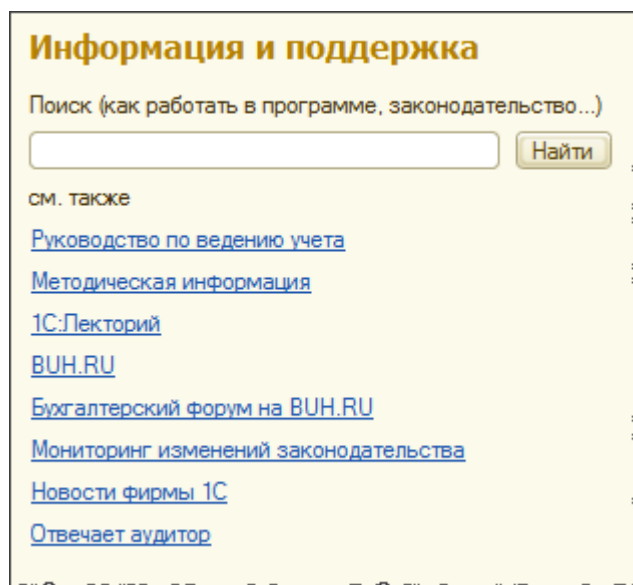 Информация и поддержка
Поиск (как работать в программе, законодательство...)
Найти
см. также
Руководство по ведению учета
Методическая информация
1С:Лекторий
BUH.RU
Бухгалтерский форум на BUH.RU
Мониторинг изменений законодательства
Новости фирмы 1С
Отвечает аудитор